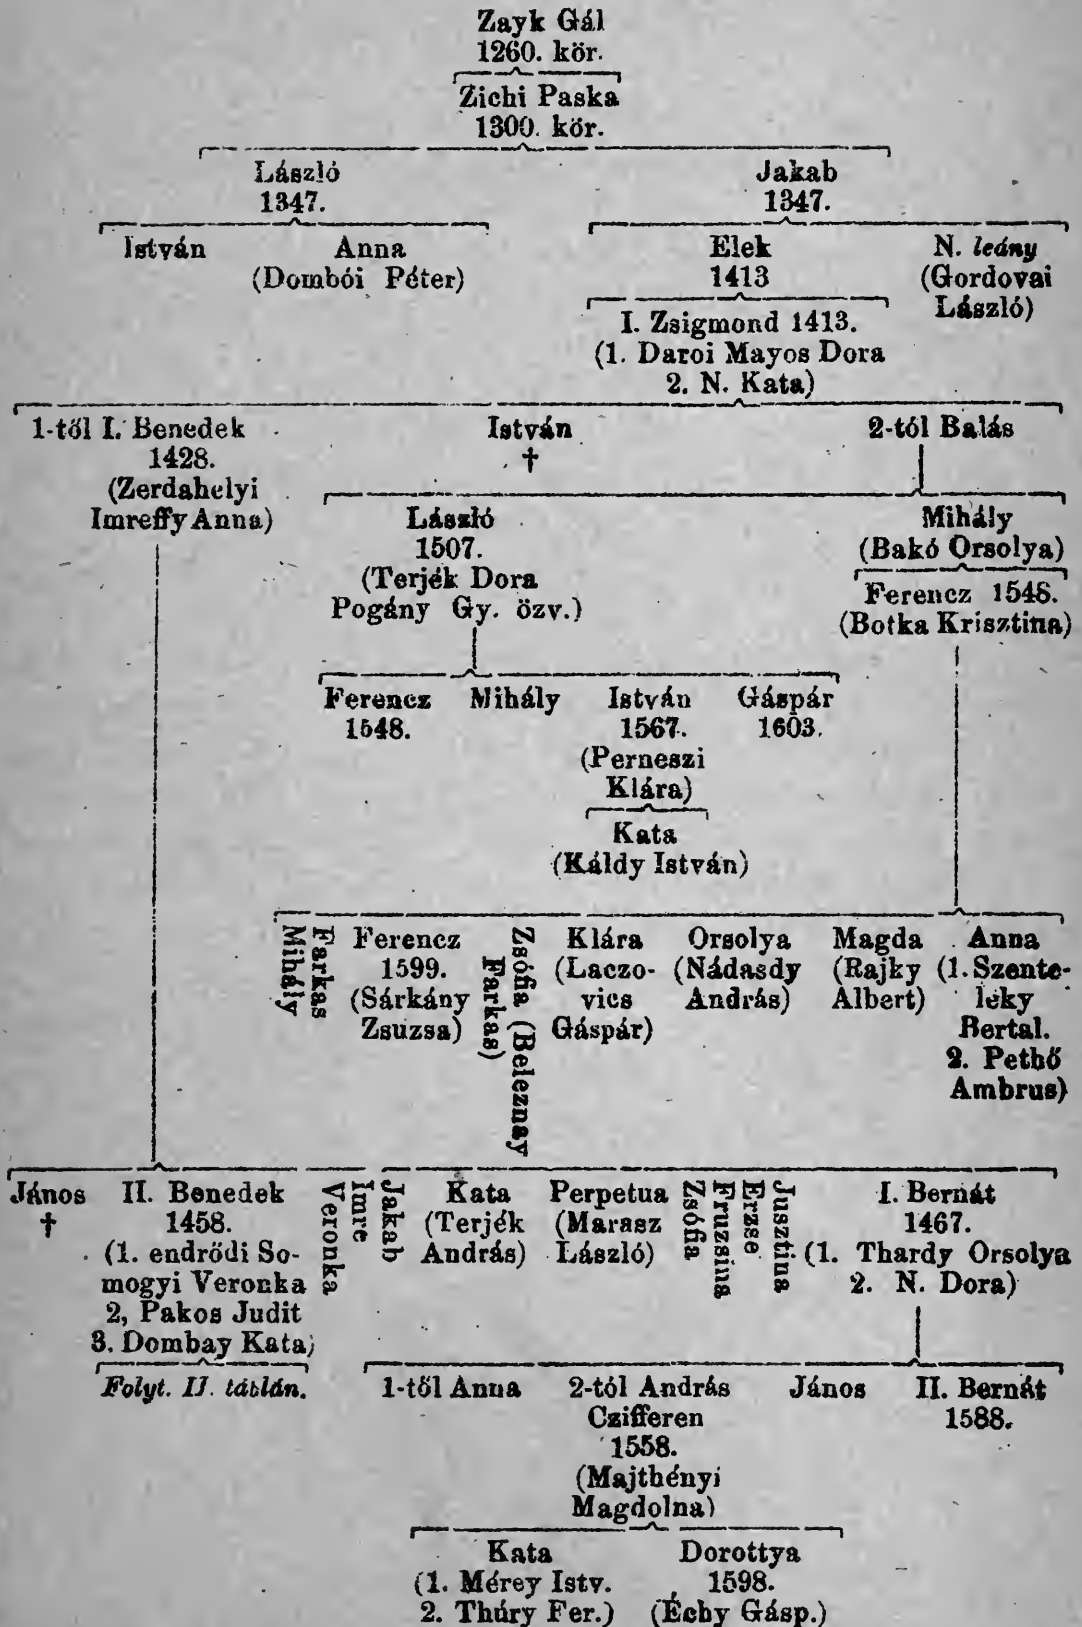 Zayk Gál
1260. kör.
Zichi Paska
1300. kör.
László
1347.
Jakab
1347.
István
Anna
(Dombói Péter)
Elek
1413
N. leány
(Gordovai
László)
I. Zsigmond 1413.
(1. Daroi Mayos Dora
2. N. Kata)
1-től I. Benedek
1428.
(Zerdahelyi
Imreffy Anna)
István
†
2-tól Balás
László
1507.
(Terjék Dora
Pogány Gy. özv.)
Mihály
(Bakó Orsolya)
Ferencz 1548.
(Botka Krisztina)
Ferencz
1548.
Mihály
István
1567.
(Perneszi
Klára)
Gáspár
1603.
Kata
(Káldy István)
Mihály
Farkas
Ferencz
1599.
(Sárkány
Zsuzsa)
Zsófia (Beleznay
Farkas)
Klára
(Laczo-
vics
Gáspár)
Orsolya
(Nádasdy
András)
Magda
(Rajky
Albert)
Anna
(1. Szente-
léky
Bertal.
2. Pethő
Ambrus)
János
†
II. Benedek
1458.
(1. endrődi So-
mogyi Veronka
2, Pakos Judit
3. Dombay Kata)
Folyt. II. táblán.
Veronka
Imre
Jakab
Kata
(Terjék
András)
Perpetua
(Marasz
László)
Zsófia
Fruzsina
Erzse
Jusztina
I. Bernát
1467.
(1. Thardy Orsolya
2. N. Dora)
1-től Anna
2-tól András
Czifferen
1558.
(Majthényi
Magdolna)
János
II. Bernát
1588.
Kata
(1. Mérey Istv.
2. Thúry Fer.)
Dorottya
1598.
(Échy Gásp.)